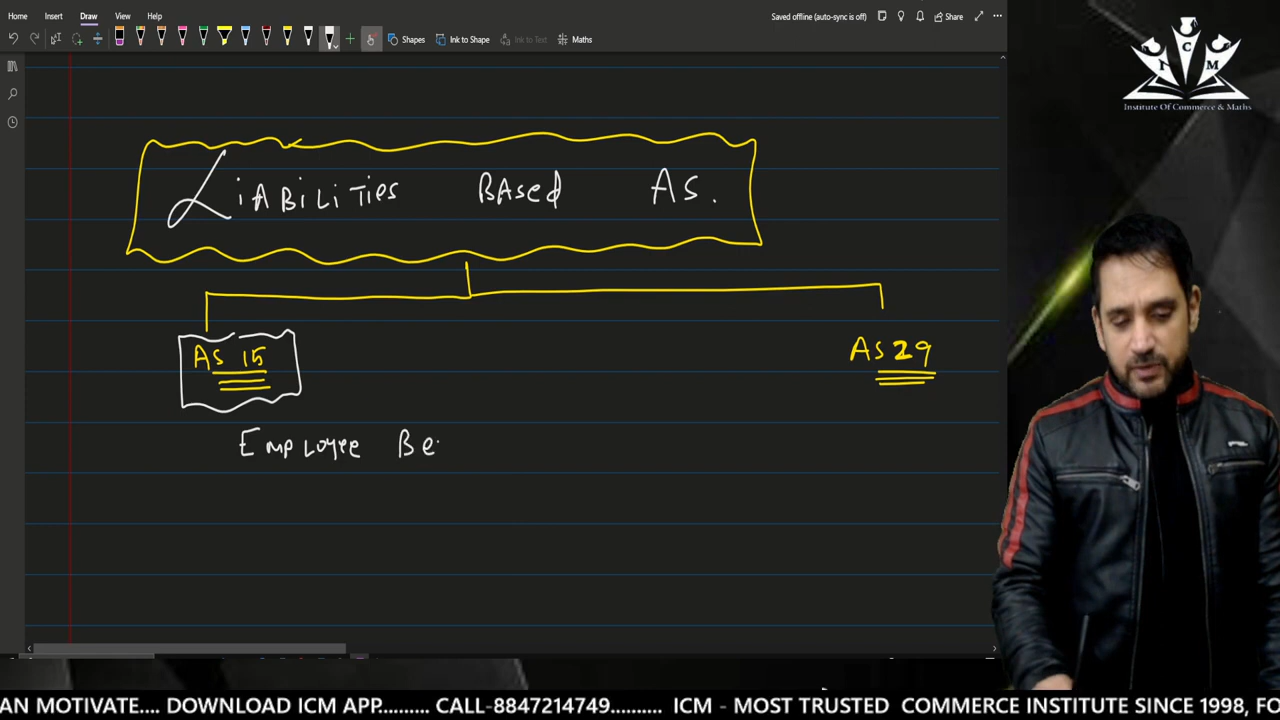 Home Insert Draw View Help
Saved offline (auto-sync is off) Share
Shapes Ink to Shape Ink to Text Maths
I C M
Institute Of Commerce & Maths
LiABiLiTies BAsed As.
As 15 As 29
Employee Be
AN MOTIVATE.... DOWNLOAD ICM APP......... CALL-8847214749.......... ICM - MOST TRUSTED COMMERCE INSTITUTE SINCE 1998, FO